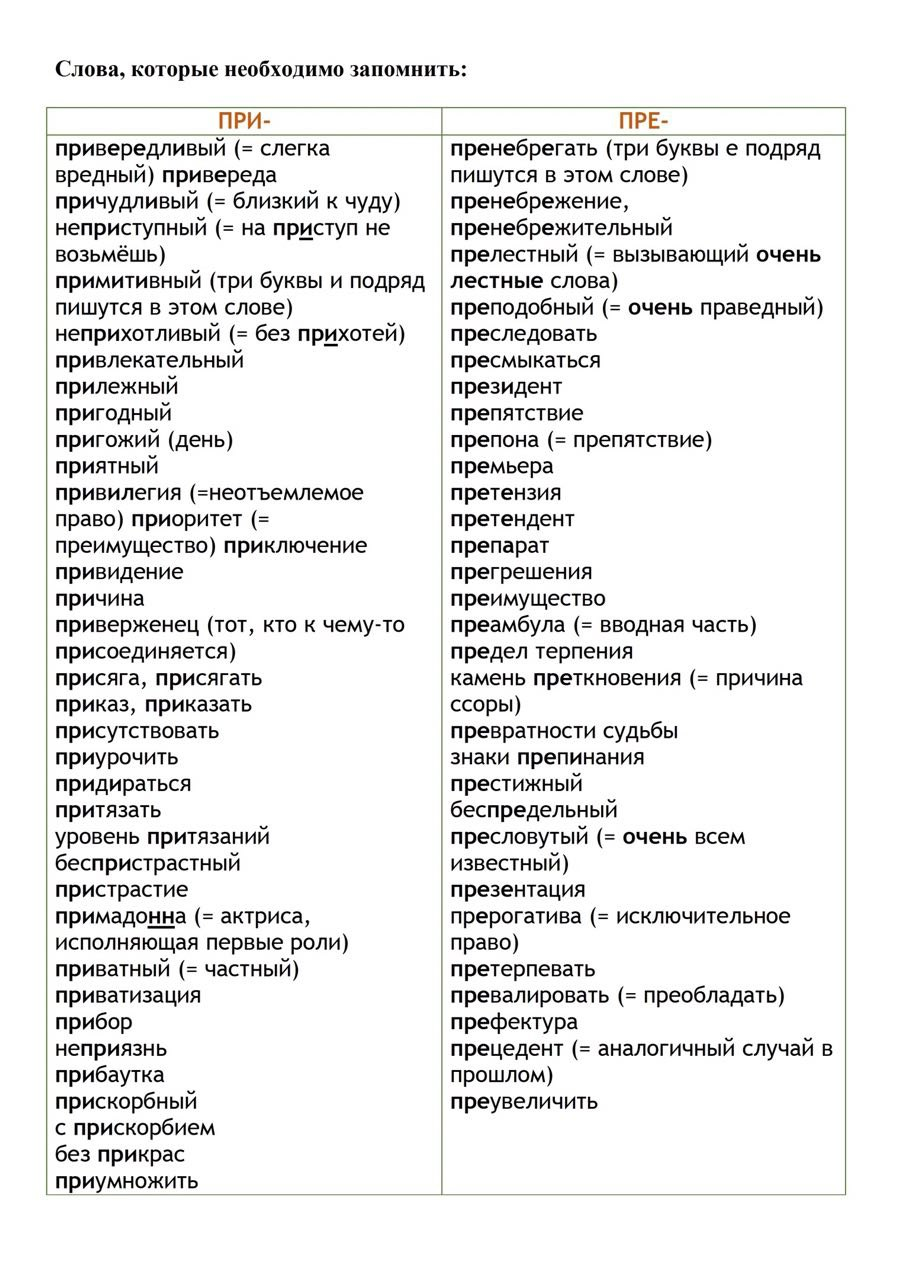 Слова, которые необходимо запомнить:
ПРИ-
привередливый (= слегка
вредный) привереда
причудливый (= близкий к чуду)
неприступный (= на приступ не
возьмёшь)
примитивный (три буквы и подряд
пишутся в этом слове)
неприхотливый (= без прихотей)
привлекательный
прилежный
пригодный
пригожий (день)
приятный
привилегия (=неотъемлемое
право) приоритет (=
преимущество) приключение
привидение
причина
приверженец (тот, кто к чему-то
присоединяется)
присяга, присягать
приказ, приказать
присутствовать
приурочить
придираться
притязать
уровень притязаний
беспристрастный
пристрастие
примадонна (= актриса,
исполняющая первые роли)
приватный (= частный)
приватизация
прибор
неприязнь
прибаутка
прискорбный
с прискорбием
без прикрас
приумножить
ПРЕ-
пренебрегать (три буквы е подряд
пишутся в этом слове)
пренебрежение,
пренебрежительный
прелестный (= вызывающий очень
лестные слова)
преподобный (= очень праведный)
преследовать
пресмыкаться
президент
препятствие
препона (= препятствие)
премьера
претензия
претендент
препарат
прегрешения
преимущество
преамбула (= вводная часть)
предел терпения
камень преткновения (= причина
ссоры)
превратности судьбы
знаки препинания
престижный
беспредельный
пресловутый (= очень всем
известный)
презентация
прерогатива (= исключительное
право)
претерпевать
превалировать (= преобладать)
префектура
прецедент (= аналогичный случай в
прошлом)
преувеличить